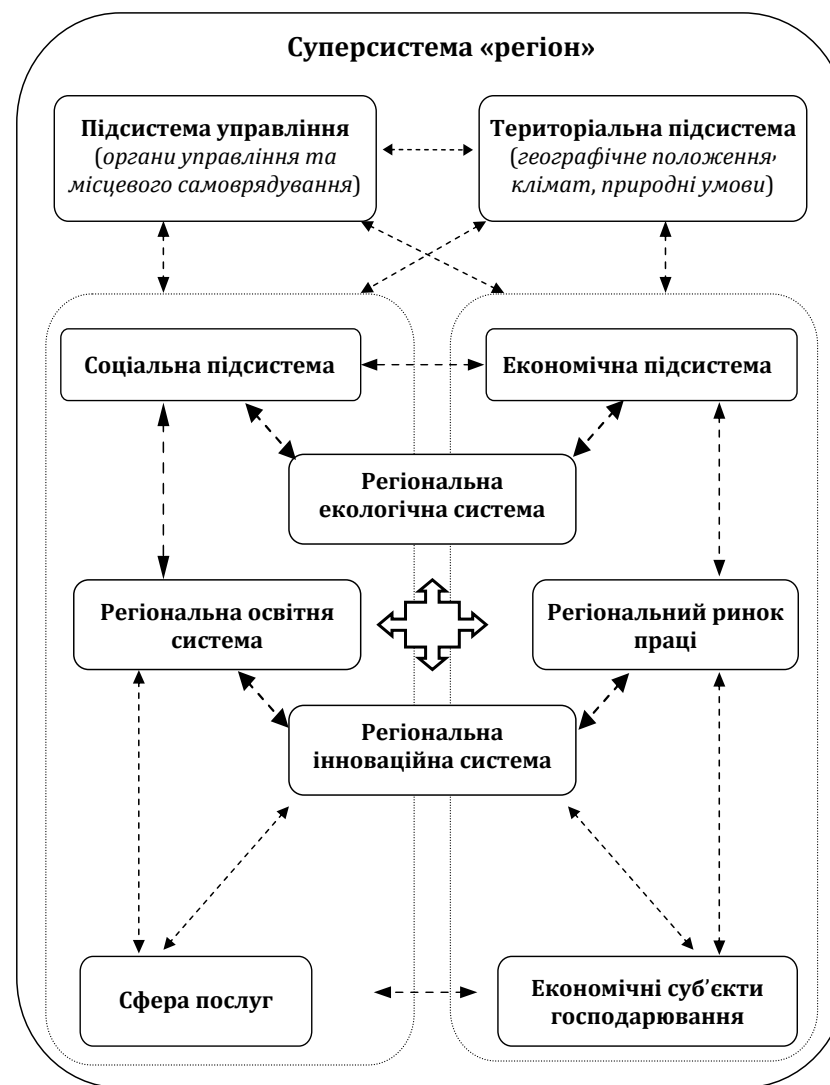 Суперсистема «регіон»
Підсистема управління
(органи управління та
місцевого самоврядування)
Територіальна підсистема
(географічне положення,
клімат, природні умови)
Соціальна підсистема
Економічна підсистема
Регіональна
екологічна система
Регіональна освітня
система
Регіональний ринок
праці
Регіональна
інноваційна система
Сфера послуг
Економічні суб’єкти
господарювання